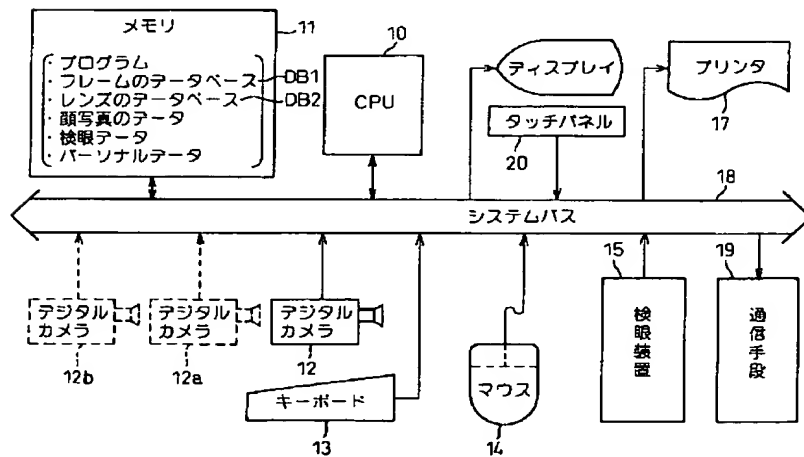 メモリ
11
・プログラム
・フレームのデータベース DB1
・レンズのデータベース DB2
・顔写真のデータ
・検眼データ
・パーソナルデータ
10
CPU
ディスプレイ
タッチパネル
20
プリンタ
17
18
システムバス
デジタル
カメラ
12b
デジタル
カメラ
12a
デジタル
カメラ
12
キーボード
13
マウス
14
15
検眼装置
19
通信手段